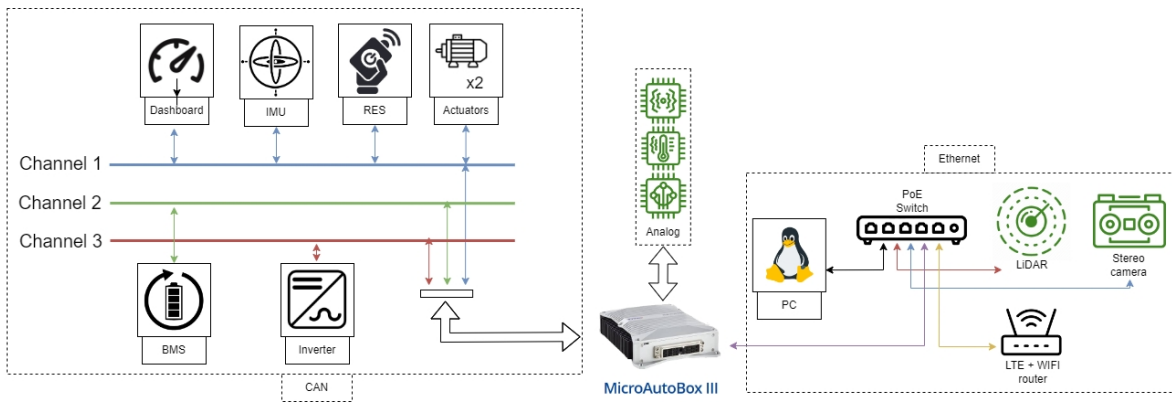 x2
Dashboard
IMU
RES
Actuators
Channel 1
Channel 2
Channel 3
BMS
Inverter
CAN
Analog
MicroAutoBox III
Ethernet
PoE
Switch
PC
LiDAR
Stereo
camera
LTE + WIFI
router